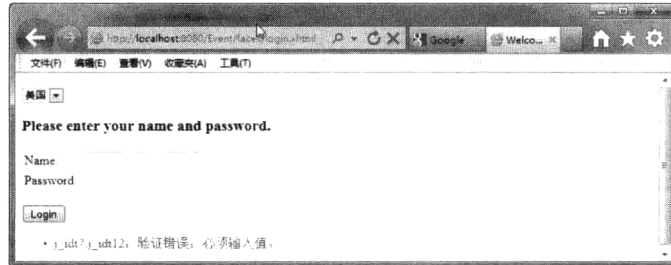 http://localhost:8080/Event/faces/login.xhtml
Google
Welco...
文件(F) 编辑(E) 查看(V) 收藏夹(A) 工具(T)
美国
Please enter your name and password.
Name
Password
Login
j_idt7:j_idt12: 验证错误: 必须输入值。